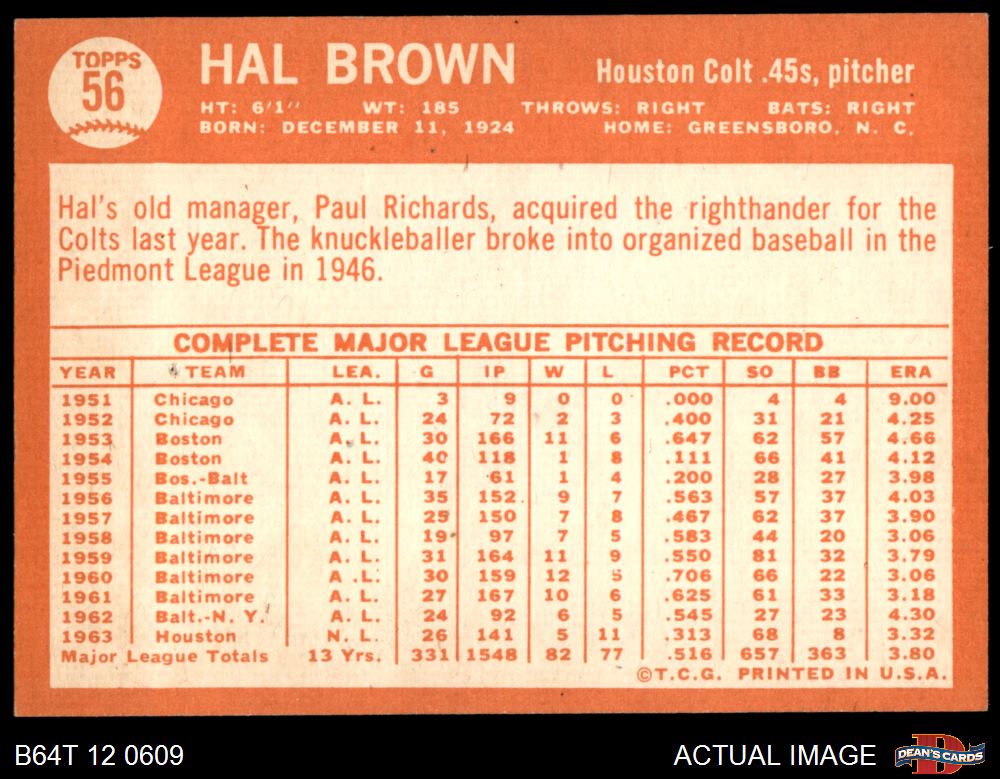 TOPPS
56
HAL BROWN
Houston Colt .45s, pitcher
HT: 6'1" WT: 185 THROWS: RIGHT BATS: RIGHT
BORN: DECEMBER 11, 1924 HOME: GREENSBORO, N. C.
Hal's old manager, Paul Richards, acquired the righthander for the
Colts last year. The knuckleballer broke into organized baseball in the
Piedmont League in 1946.
COMPLETE MAJOR LEAGUE PITCHING RECORD
YEAR TEAM LEA. G IP W L PCT SO BB ERA
1951 Chicago A. L. 3 9 0 0 .000 4 4 9.00
1952 Chicago A. L. 24 72 2 3 .400 31 21 4.25
1953 Boston A. L. 30 166 11 6 .647 62 57 4.66
1954 Boston A. L. 40 118 1 8 .111 66 41 4.12
1955 Bos.-Balt A. L. 17 61 1 4 .200 28 27 3.98
1956 Baltimore A. L. 35 152 9 7 .563 57 37 4.03
1957 Baltimore A. L. 25 150 7 8 .467 62 37 3.90
1958 Baltimore A. L. 19 97 7 5 .583 44 20 3.06
1959 Baltimore A. L. 31 164 11 9 .550 81 32 3.79
1960 Baltimore A .L. 30 159 12 5 .706 66 22 3.06
1961 Baltimore A. L. 27 167 10 6 .625 61 33 3.18
1962 Balt.-N. Y. A. L. 24 92 6 5 .545 27 23 4.30
1963 Houston N. L. 26 141 5 11 .313 68 8 3.32
Major League Totals 13 Yrs. 331 1548 82 77 .516 657 363 3.80
©T.C.G. PRINTED IN U.S.A.
B64T 12 0609
ACTUAL IMAGE
DEAN'S CARDS